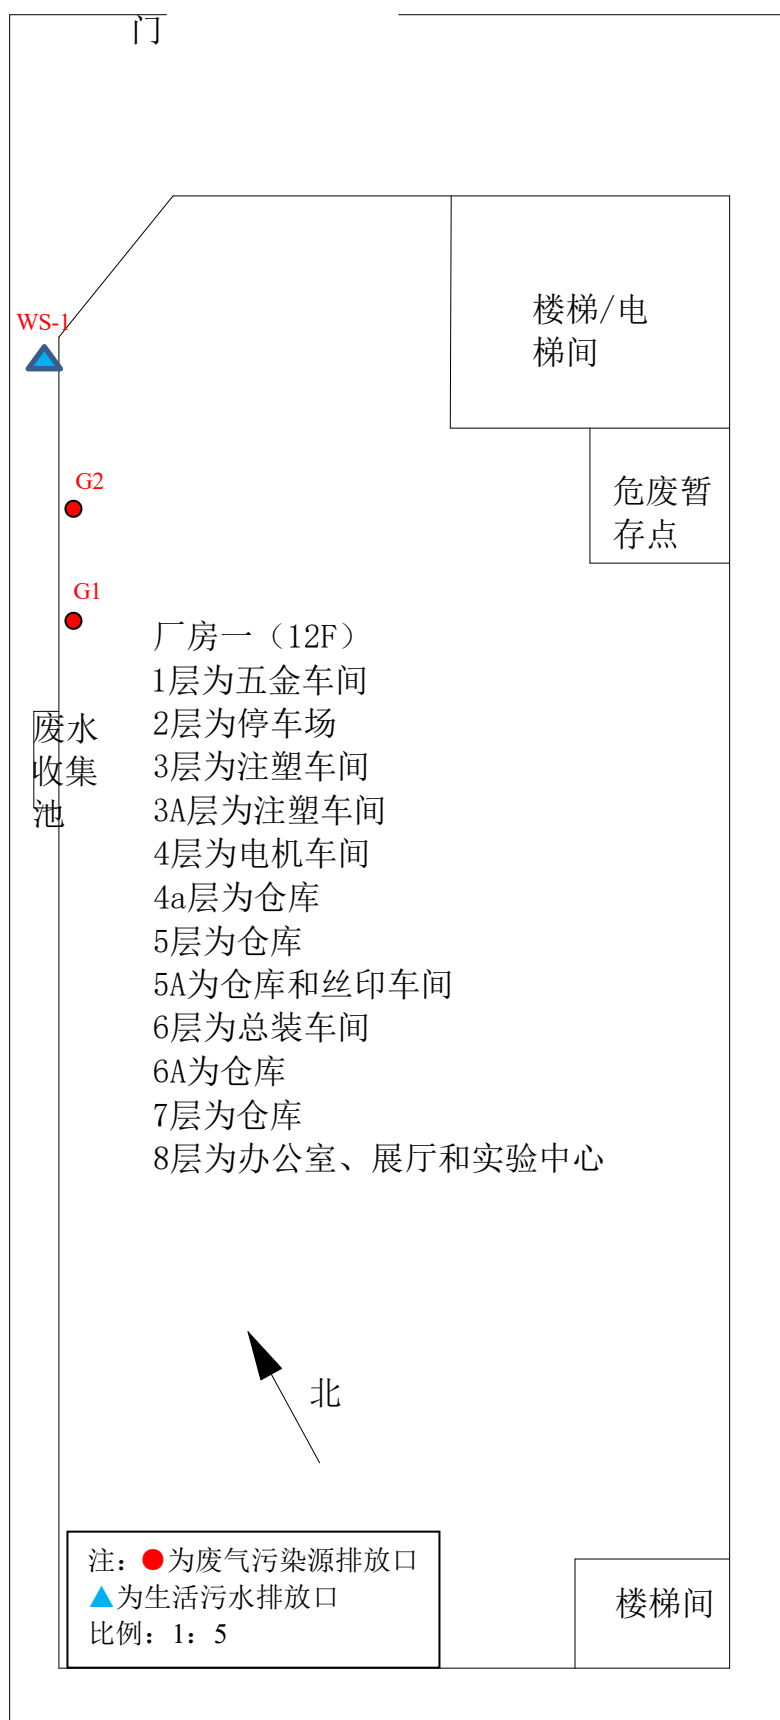 门
楼梯/电
梯间
WS-1
G2
危废暂
存点
G1
厂房一（12F）
1层为五金车间
2层为停车场
3层为注塑车间
3A层为注塑车间
4层为电机车间
4a层为仓库
5层为仓库
5A为仓库和丝印车间
6层为总装车间
6A为仓库
7层为仓库
8层为办公室、展厅和实验中心
废水
收集
池
北
注：●为废气污染源排放口
▲为生活污水排放口
比例：1：5
楼梯间